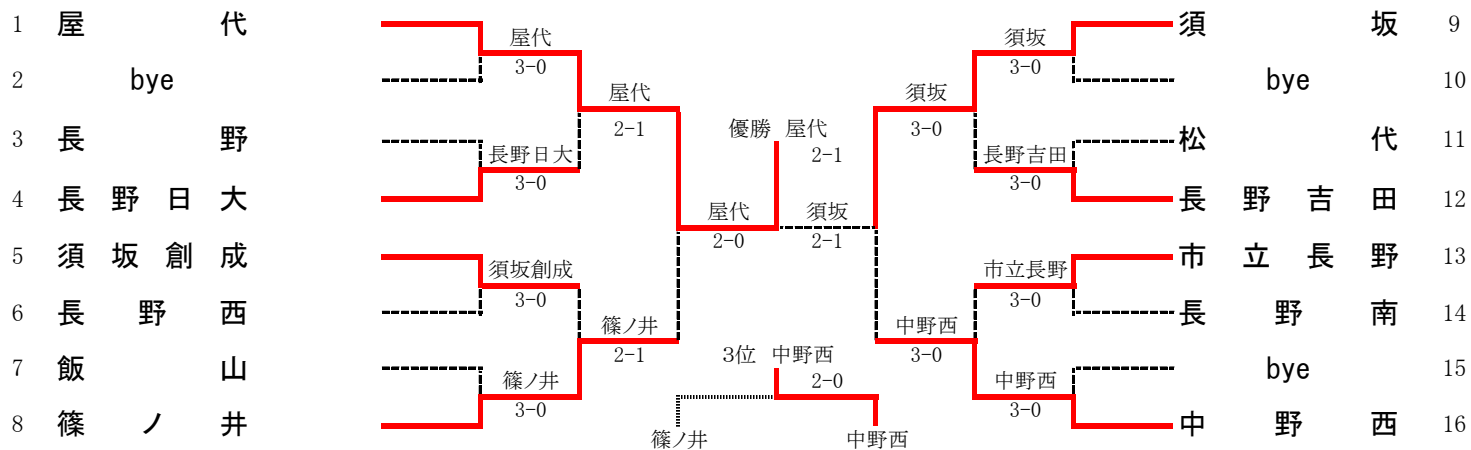 1 屋代 屋代 須坂 須坂 9
3-0 3-0
2 bye 屋代 須坂 bye 10
2-1 優勝 屋代 3-0
3 長野 長野日大 2-1 長野吉田 松代 11
3-0 3-0
4 長野日大 屋代 須坂 長野吉田 12
2-0 2-1
5 須坂創成 須坂創成 市立長野 市立長野 13
3-0 3-0
6 長野西 篠ノ井 中野西 長野南 14
2-1 3位 中野西 3-0
7 飯山 篠ノ井 2-0 中野西 bye 15
3-0 3-0
8 篠ノ井 篠ノ井 中野西 中野西 16